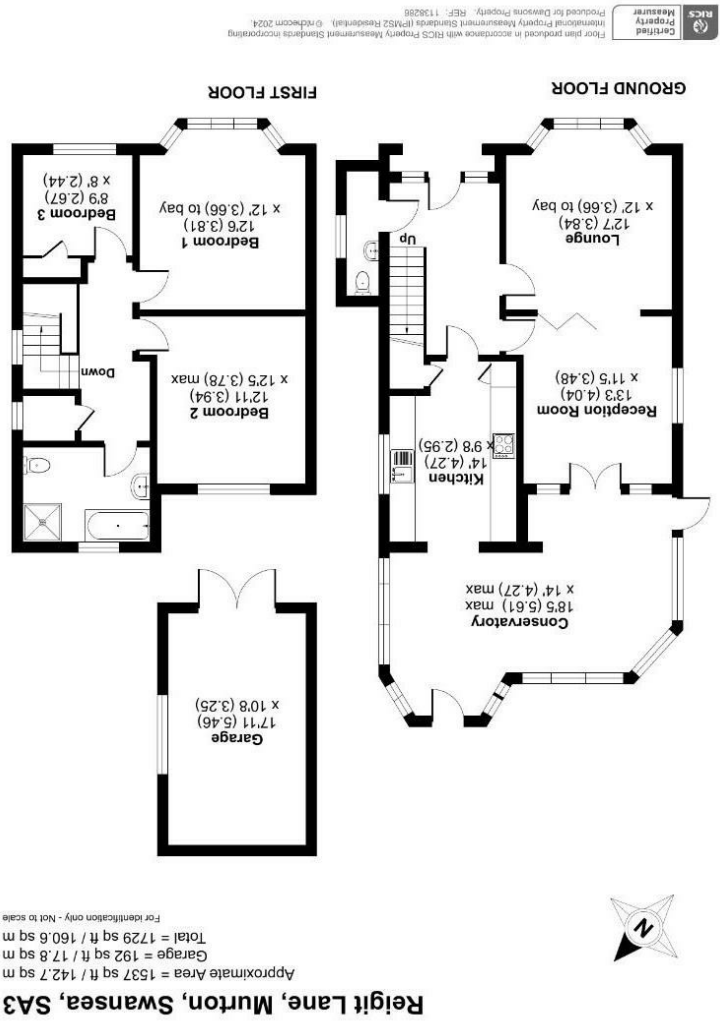 Reigit Lane, Murton, Swansea, SA3
Approximate Area = 1537 sq ft / 142.7 sq m
Garage = 192 sq ft / 17.8 sq m
Total = 1729 sq ft / 160.6 sq m
For identification only - Not to scale
N
Garage
17'11 (5.46)
x 10'8 (3.25)
Conservatory
18'5 (5.61) max
x 14' (4.27) max
Kitchen
14' (4.27)
x 9'8 (2.95)
Reception Room
13'3 (4.04)
x 11'5 (3.48)
Lounge
12'7 (3.84)
x 12' (3.66) to bay
Up
GROUND FLOOR
Bedroom 2
12'11 (3.94)
x 12'5 (3.78) max
Down
Bedroom 1
12'6 (3.81)
x 12' (3.66) to bay
Bedroom 3
8'9 (2.67)
x 8' (2.44)
FIRST FLOOR
RICS
Certified
Property
Measurer
Floor plan produced in accordance with RICS Property Measurement Standards incorporating
International Property Measurement Standards (IPMS2 Residential). © nichecom 2024.
Produced for Dawsons Property. REF: 1138286